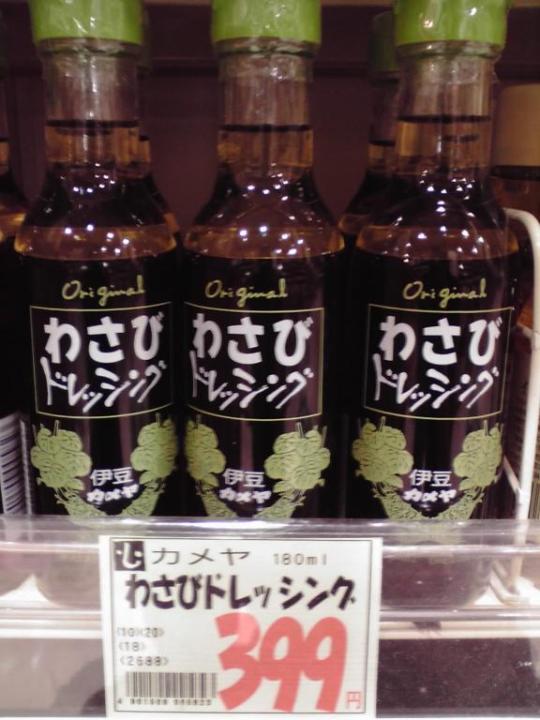 Original
わさび
ドレッシング
伊豆
カメヤ
Original
わさび
ドレッシング
伊豆
カメヤ
Original
わさび
ドレッシング
伊豆
カメヤ
カメヤ 180ml
わさびドレッシング
(10)(20)
(18)
(2688)
399円